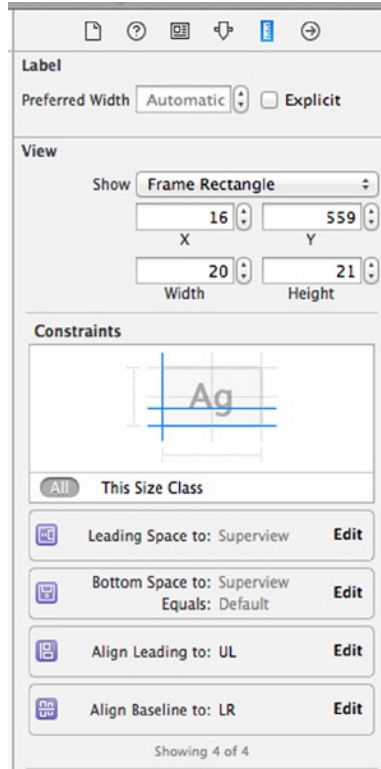 Label
Preferred Width Automatic Explicit
View
Show Frame Rectangle
16 559
X Y
20 21
Width Height
Constraints
Ag
All This Size Class
Leading Space to: Superview Edit
Bottom Space to: Superview
Equals: Default Edit
Align Leading to: UL Edit
Align Baseline to: LR Edit
Showing 4 of 4